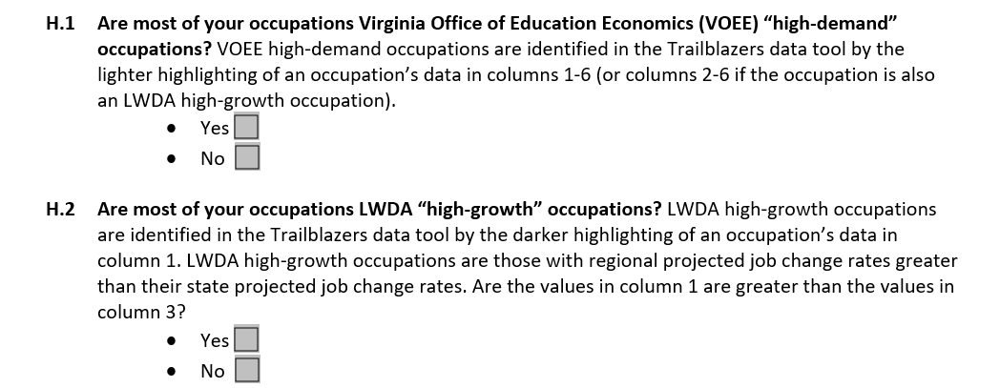 H.1 Are most of your occupations Virginia Office of Education Economics (VOEE) “high-demand”
occupations? VOEE high-demand occupations are identified in the Trailblazers data tool by the
lighter highlighting of an occupation’s data in columns 1-6 (or columns 2-6 if the occupation is also
an LWDA high-growth occupation).
• Yes
• No
H.2 Are most of your occupations LWDA “high-growth” occupations? LWDA high-growth occupations
are identified in the Trailblazers data tool by the darker highlighting of an occupation’s data in
column 1. LWDA high-growth occupations are those with regional projected job change rates greater
than their state projected job change rates. Are the values in column 1 are greater than the values in
column 3?
• Yes
• No